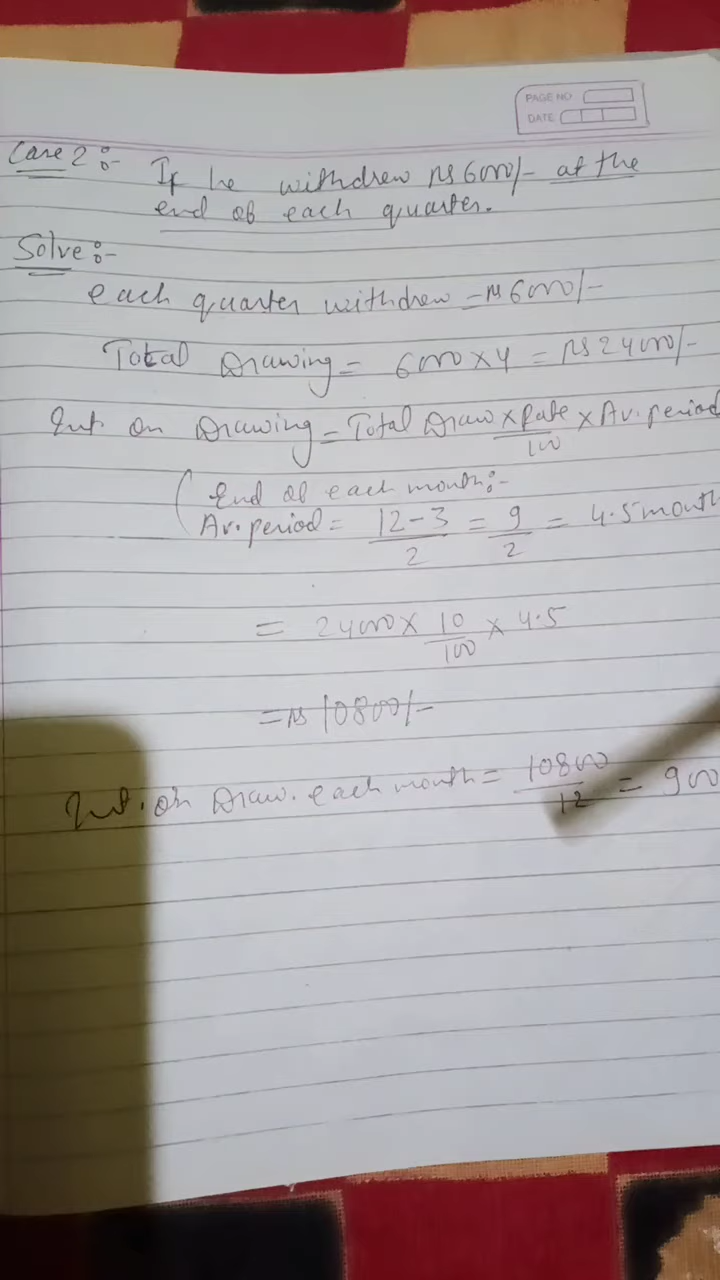 PAGE NO
DATE
Case 2 :-
If he withdrew Rs 6000/- at the
end of each quarter.
Solve :-
each quarter withdrew = Rs 6000/-
Total Drawing = 6000 x 4 = Rs 24000/-
Int. on Drawing = Total Draw x Rate/100 x Av. period
(End of each month :-
Av. period = 12-3/2 = 9/2 = 4.5 month
= 24000 x 10/100 x 4.5
= Rs 10800/-
Int. on Draw. each month = 10800/12 = 900